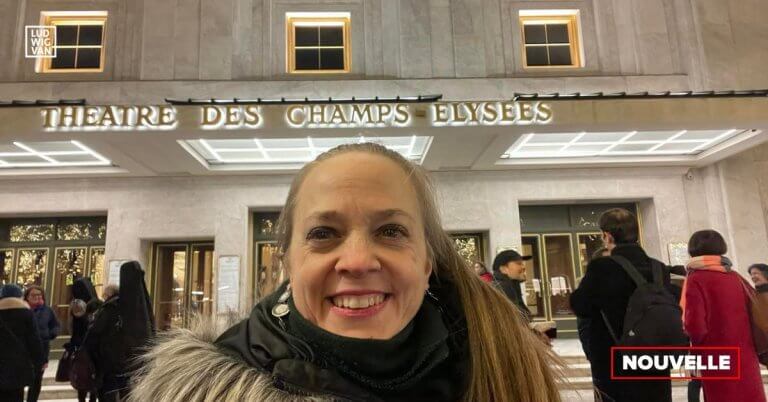 LUD
WIG
VAN
THEATRE DES CHAMPS-ELYSEES
NOUVELLE